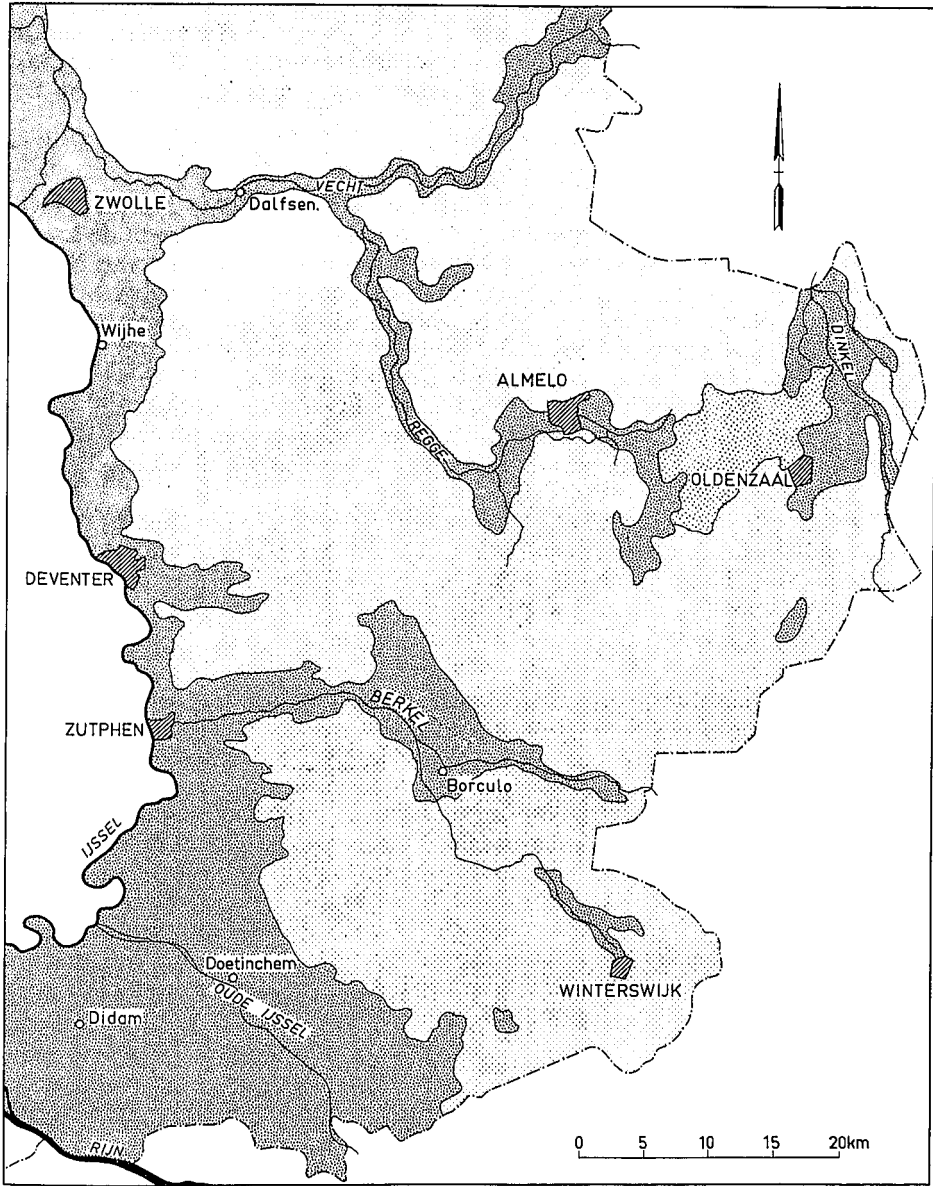 VECHT
ZWOLLE
Dalfsen.
Wijhe
DINKEL
ALMELO
REGGE
OLDENZAAL
DEVENTER
BERKEL
ZUTPHEN
Borculo
IJSSEL
Doetinchem
WINTERSWIJK
OUDE IJSSEL
Didam
RIJN
0 5 10 15 20km